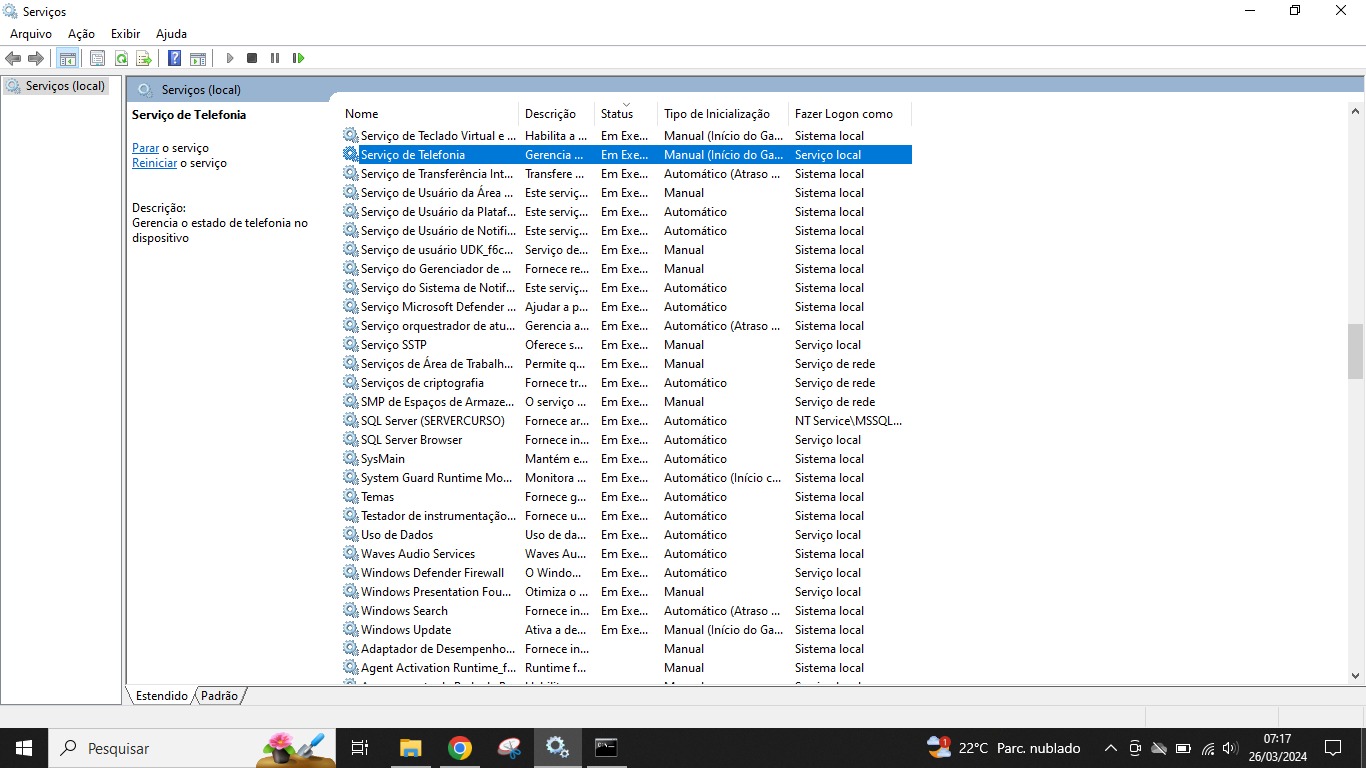 Serviços
Arquivo Ação Exibir Ajuda
Serviços (local)
Serviços (local)
Serviço de Telefonia
Parar o serviço
Reiniciar o serviço
Descrição:
Gerencia o estado de telefonia no
dispositivo
Nome Descrição Status Tipo de Inicialização Fazer Logon como
Serviço de Teclado Virtual e ... Habilita a ... Em Exe... Manual (Início do Ga... Sistema local
Serviço de Telefonia Gerencia ... Em Exe... Manual (Início do Ga... Serviço local
Serviço de Transferência Int... Transfere ... Em Exe... Automático (Atraso ... Sistema local
Serviço de Usuário da Área ... Este serviç... Em Exe... Manual Sistema local
Serviço de Usuário da Plataf... Este serviç... Em Exe... Automático Sistema local
Serviço de Usuário de Notifi... Este serviç... Em Exe... Automático Sistema local
Serviço de usuário UDK_f6c... Serviço de... Em Exe... Manual Sistema local
Serviço do Gerenciador de ... Fornece re... Em Exe... Manual Sistema local
Serviço do Sistema de Notif... Este serviç... Em Exe... Automático Sistema local
Serviço Microsoft Defender ... Ajudar a p... Em Exe... Automático Sistema local
Serviço orquestrador de atu... Gerencia a... Em Exe... Automático (Atraso ... Sistema local
Serviço SSTP Oferece s... Em Exe... Manual Serviço local
Serviços de Área de Trabalh... Permite q... Em Exe... Manual Serviço de rede
Serviços de criptografia Fornece tr... Em Exe... Automático Serviço de rede
SMP de Espaços de Armaze... O serviço ... Em Exe... Manual Serviço de rede
SQL Server (SERVERCURSO) Fornece ar... Em Exe... Automático NT Service\MSSQL...
SQL Server Browser Fornece in... Em Exe... Automático Serviço local
SysMain Mantém e... Em Exe... Automático Sistema local
System Guard Runtime Mo... Monitora ... Em Exe... Automático (Início c... Sistema local
Temas Fornece g... Em Exe... Automático Sistema local
Testador de instrumentação... Fornece u... Em Exe... Automático Sistema local
Uso de Dados Uso de da... Em Exe... Automático Serviço local
Waves Audio Services Waves Au... Em Exe... Automático Sistema local
Windows Defender Firewall O Windo... Em Exe... Automático Serviço local
Windows Presentation Fou... Otimiza o ... Em Exe... Manual Serviço local
Windows Search Fornece in... Em Exe... Automático (Atraso ... Sistema local
Windows Update Ativa a de... Em Exe... Manual (Início do Ga... Sistema local
Adaptador de Desempenho... Fornece in... Manual Sistema local
Agent Activation Runtime_f... Runtime f... Manual Sistema local
Estendido Padrão
Pesquisar
1 22°C Parc. nublado
07:17
26/03/2024